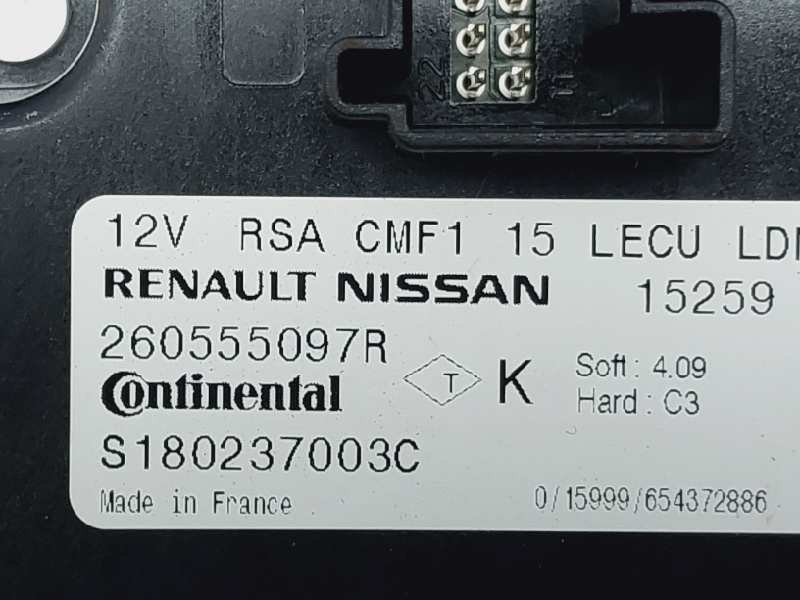 22
11
12V RSA CMF1 15 LECU
RENAULT NISSAN 15259
260555097R
Continental T K Soft: 4.09
Hard: C3
S180237003C
Made in France 0/15999/654372886